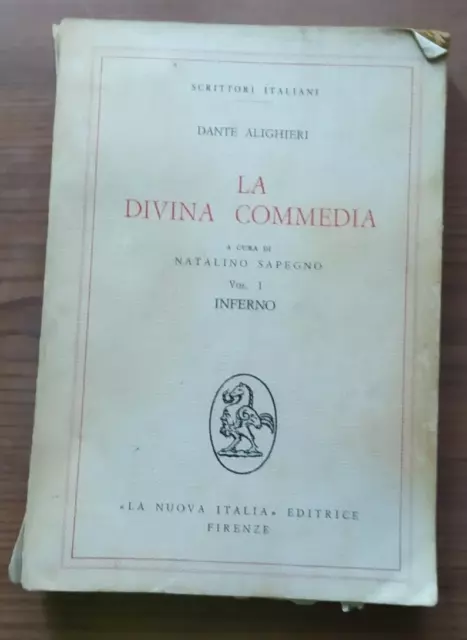 SCRITTORI ITALIANI
DANTE ALIGHIERI
LA
DIVINA COMMEDIA
A CURA DI
NATALINO SAPEGNO
VOL. I
INFERNO
«LA NUOVA ITALIA» EDITRICE
FIRENZE